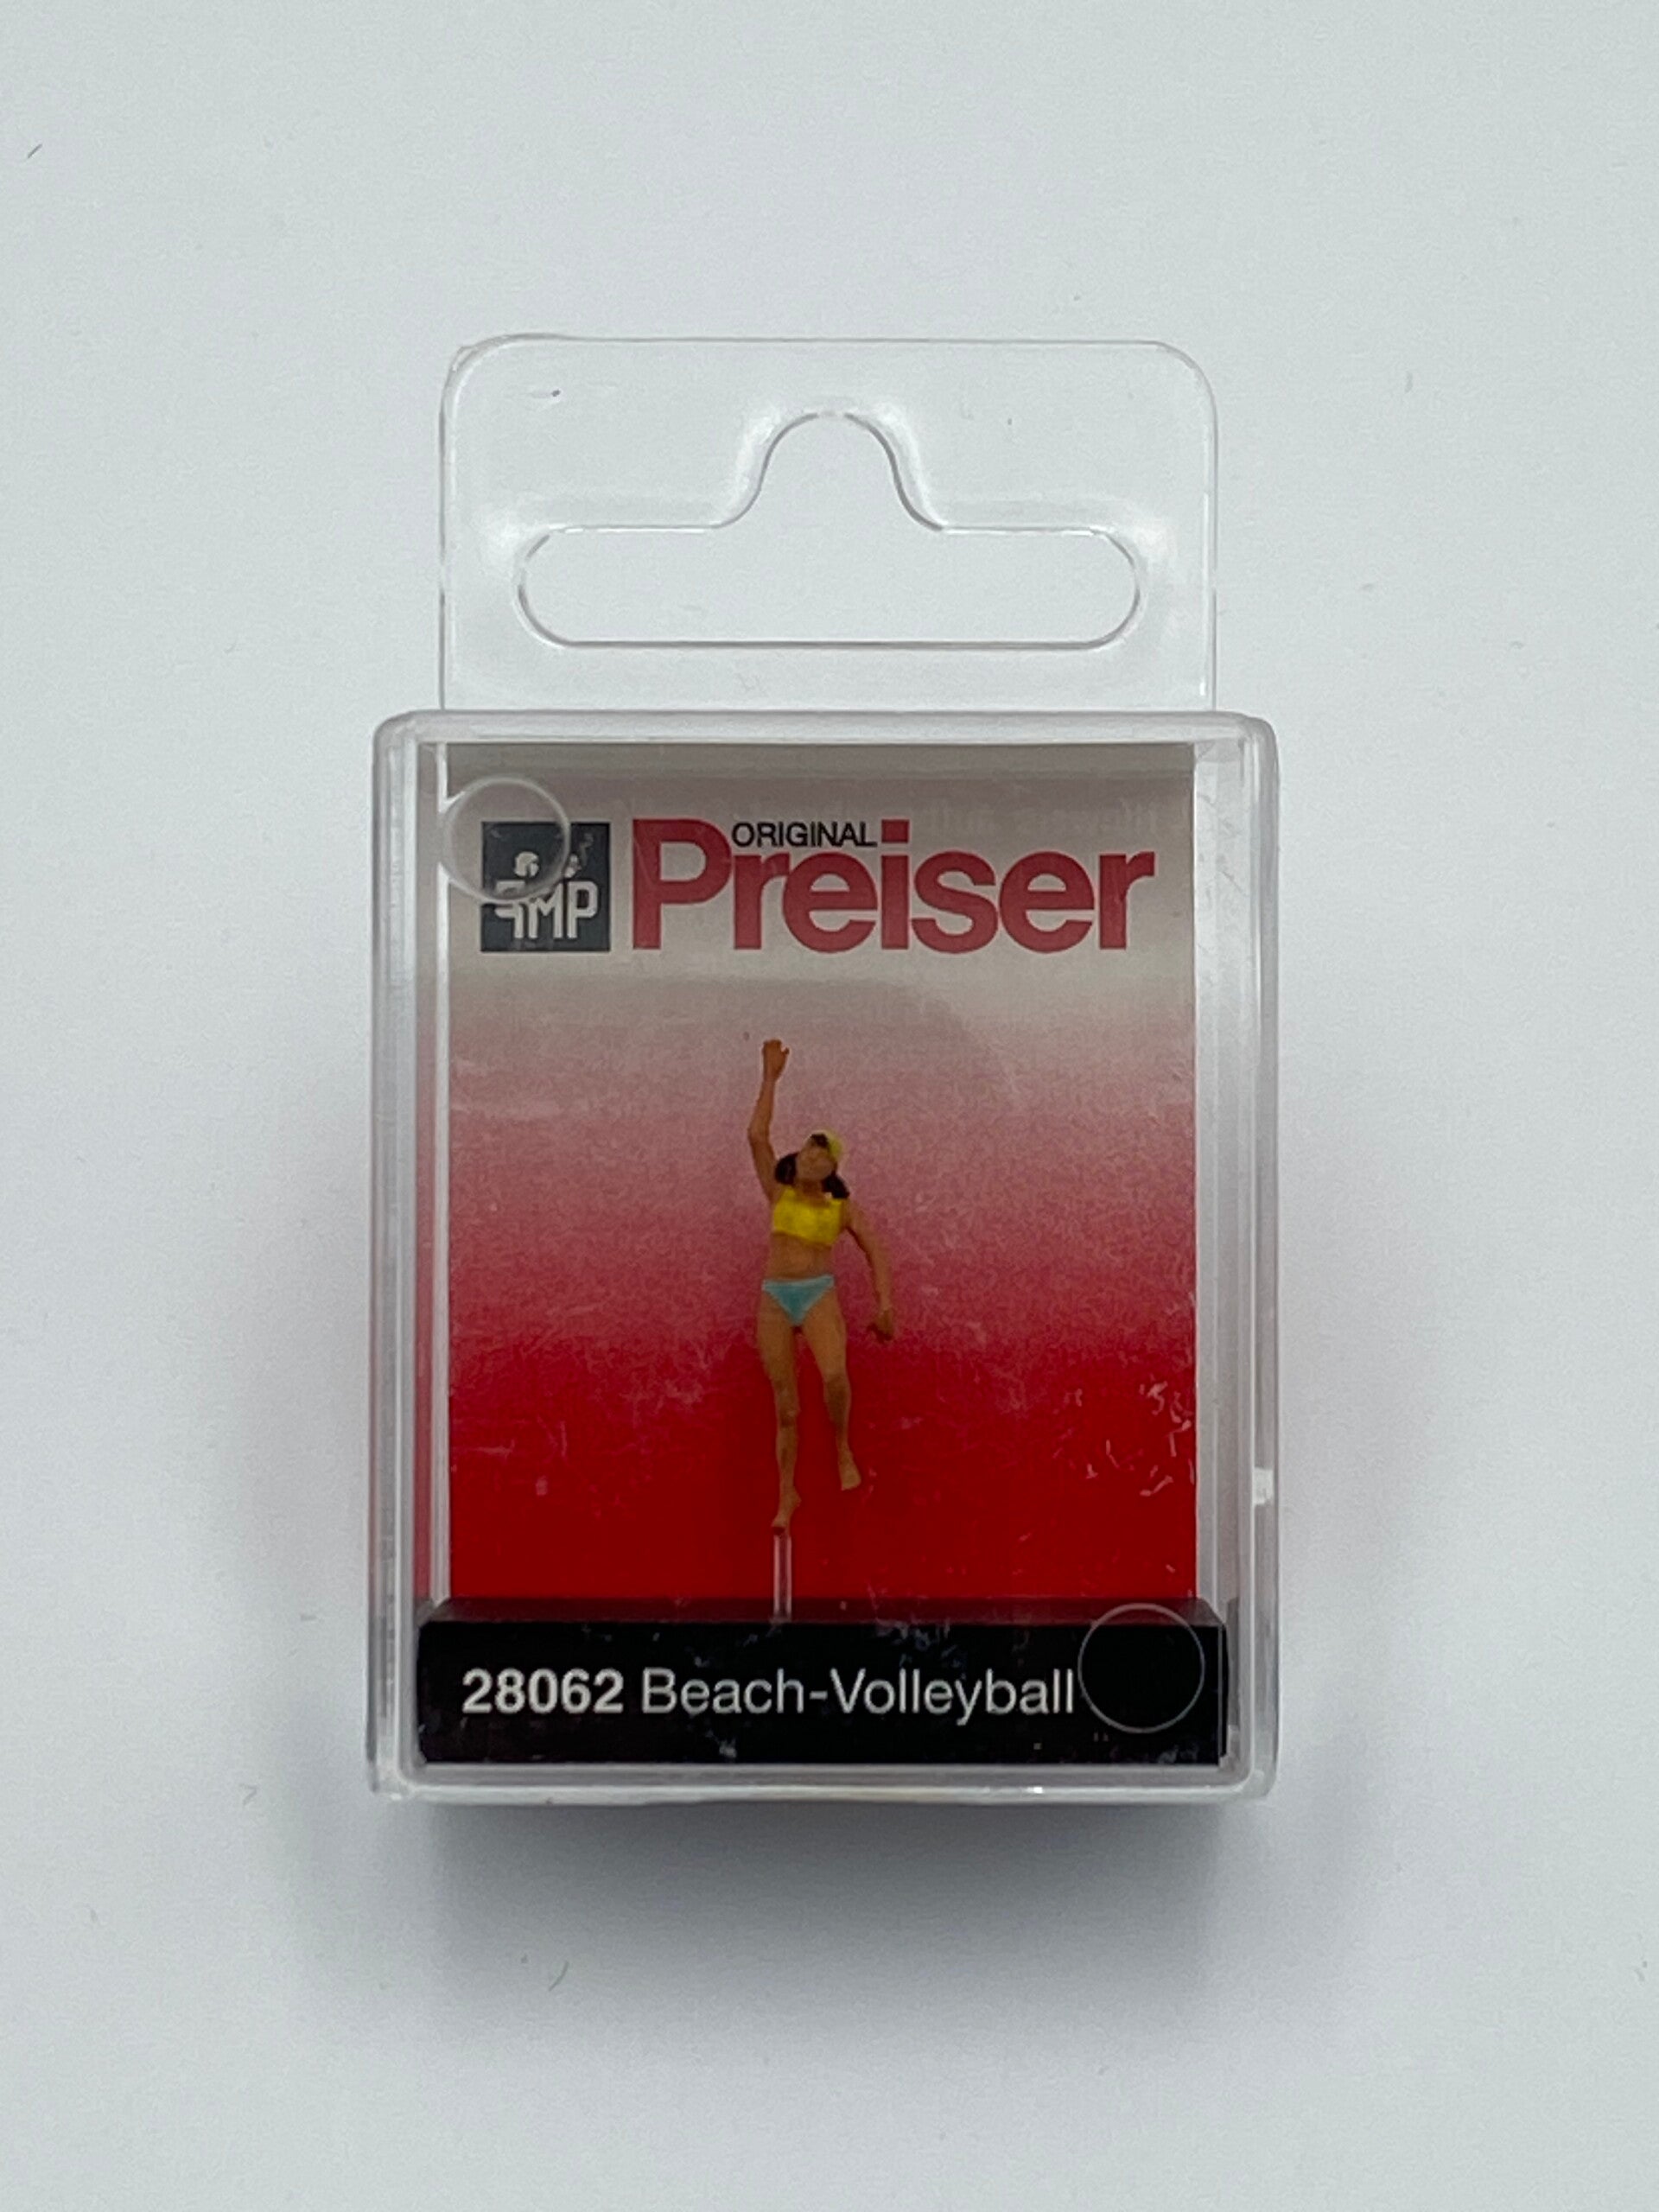 PMP
ORIGINAL
Preiser
28062 Beach-Volleyball